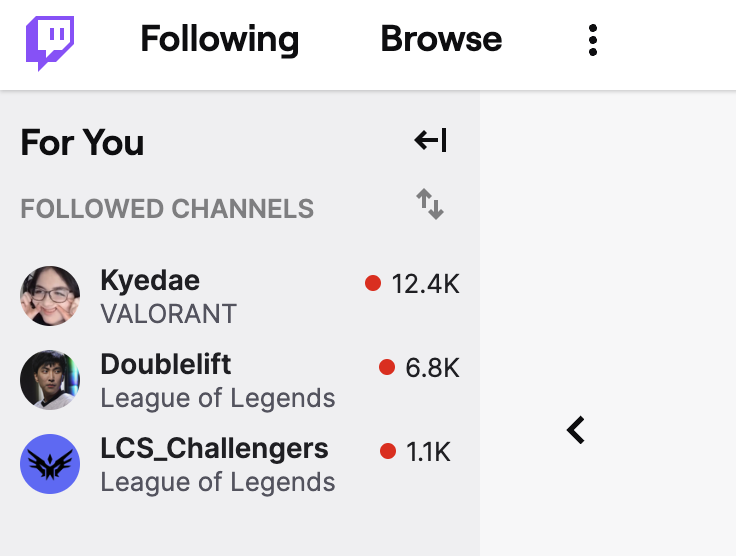 Following Browse
For You
FOLLOWED CHANNELS
Kyedae 12.4K
VALORANT
Doublelift 6.8K
League of Legends
LCS_Challengers 1.1K
League of Legends